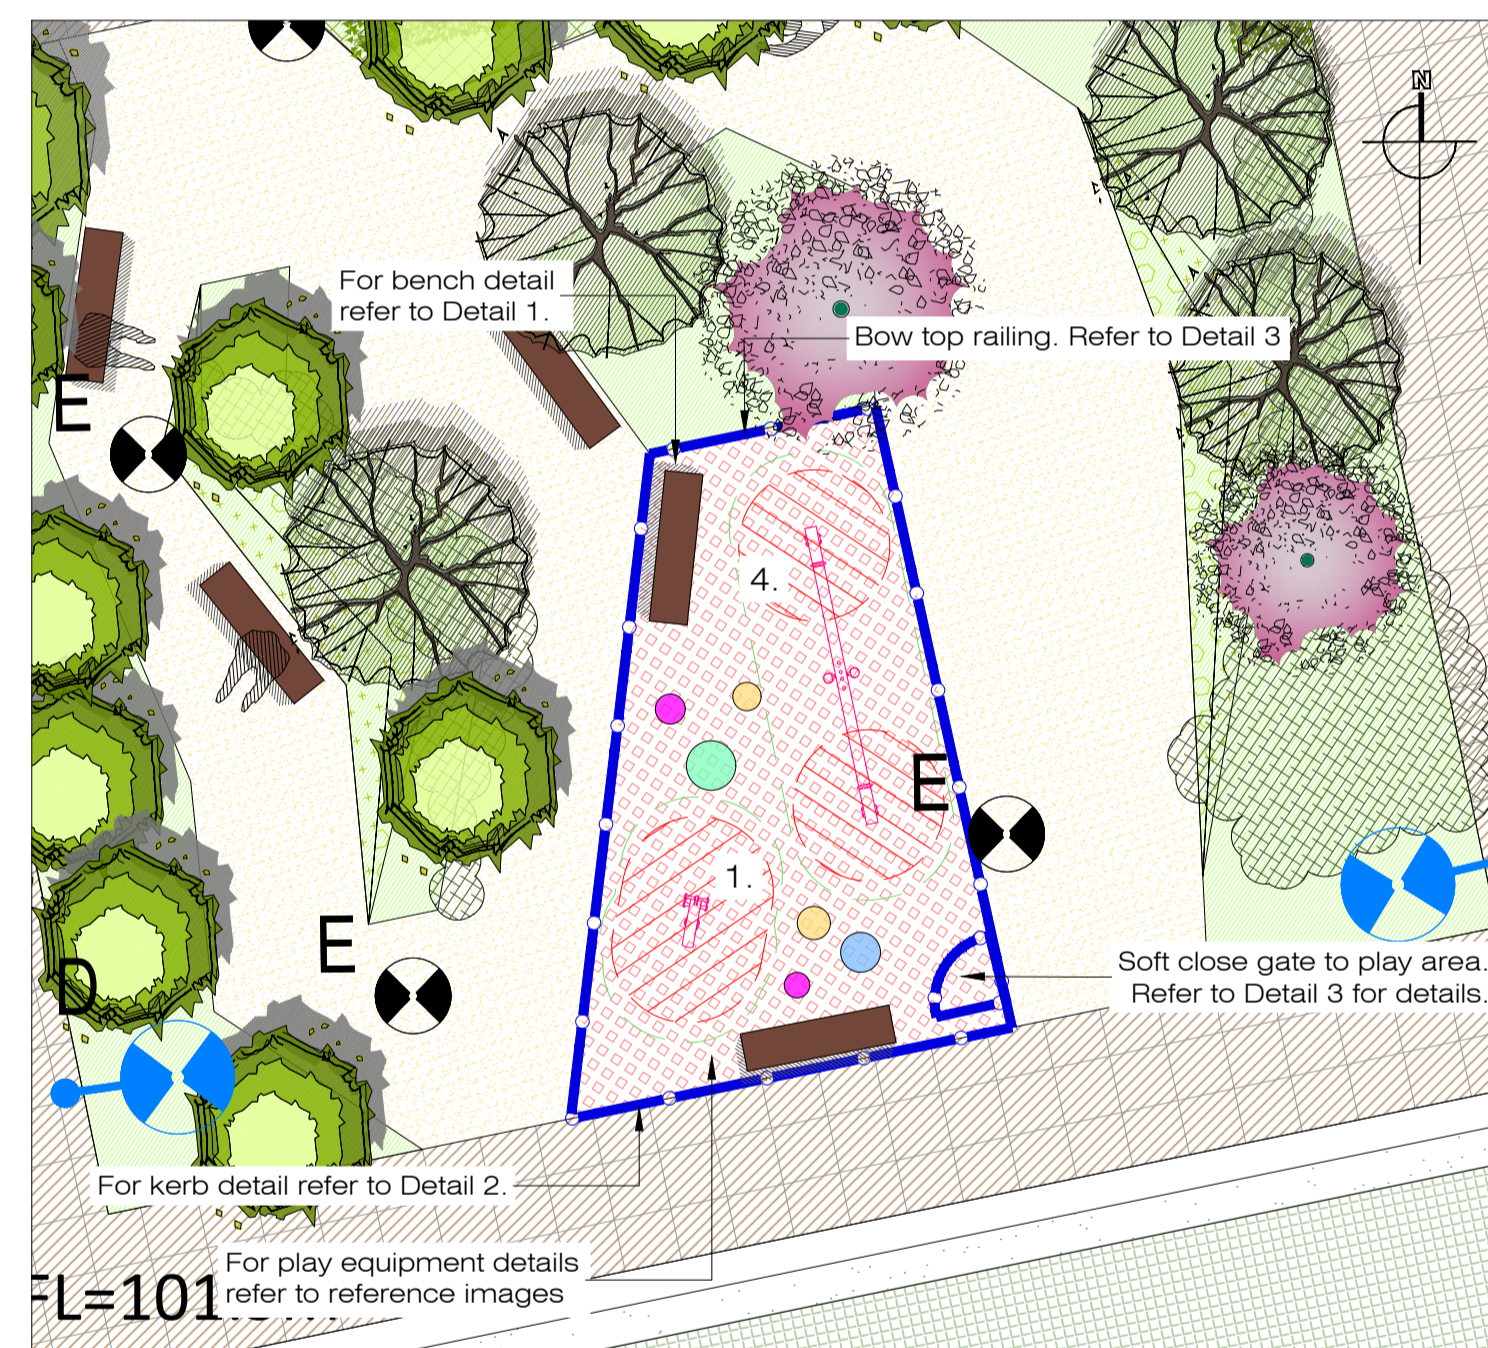 N
For bench detail
refer to Detail 1.
Bow top railing. Refer to Detail 3
E
4.
E
1.
E
D
Soft close gate to play area.
Refer to Detail 3 for details.
For kerb detail refer to Detail 2.
For play equipment details
refer to reference images
FL=101